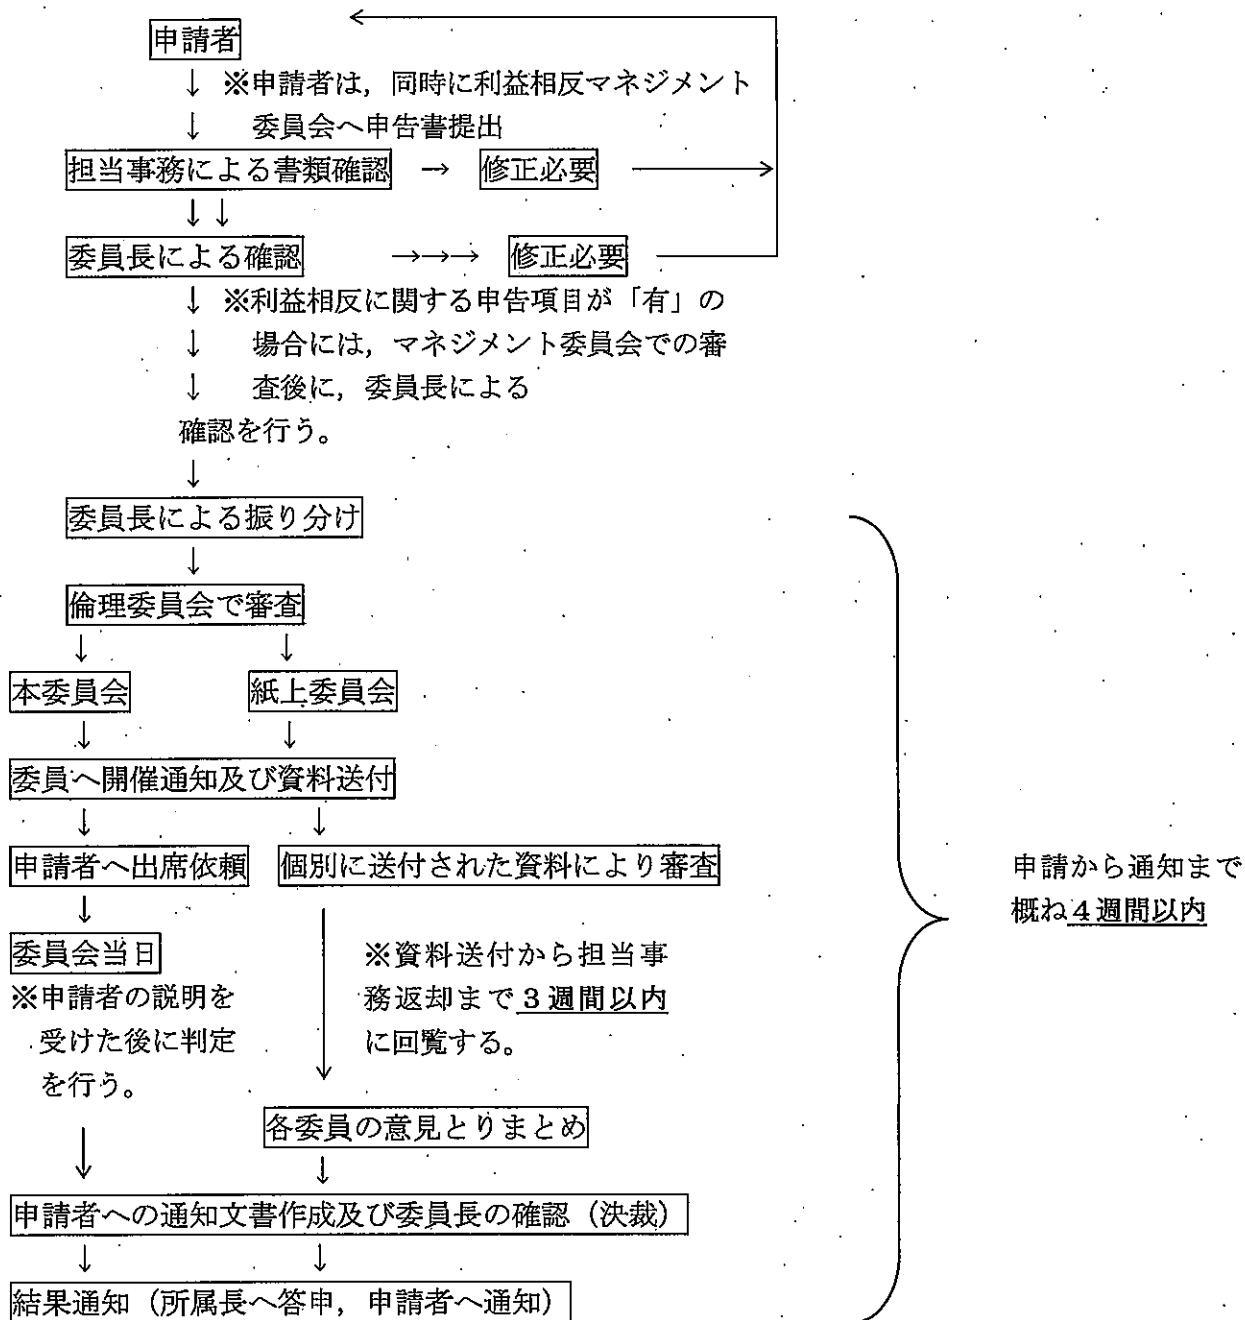 申請者
↓ ※申請者は，同時に利益相反マネジメント
↓ 委員会へ申告書提出
担当事務による書類確認 → 修正必要
↓ ↓
委員長による確認 →→→ 修正必要
↓ ※利益相反に関する申告項目が「有」の
↓ 場合には，マネジメント委員会での審
↓ 査後に，委員長による
確認を行う。
↓
委員長による振り分け
↓
倫理委員会で審査
↓ ↓
本委員会 紙上委員会
↓ ↓
委員へ開催通知及び資料送付
↓ ↓
申請者へ出席依頼 個別に送付された資料により審査
↓
委員会当日
※申請者の説明を
受けた後に判定
を行う。
※資料送付から担当事
務返却まで３週間以内
に回覧する。
各委員の意見とりまとめ
↓
申請者への通知文書作成及び委員長の確認（決裁）
↓ ↓
結果通知（所属長へ答申，申請者へ通知）
申請から通知まで
概ね４週間以内